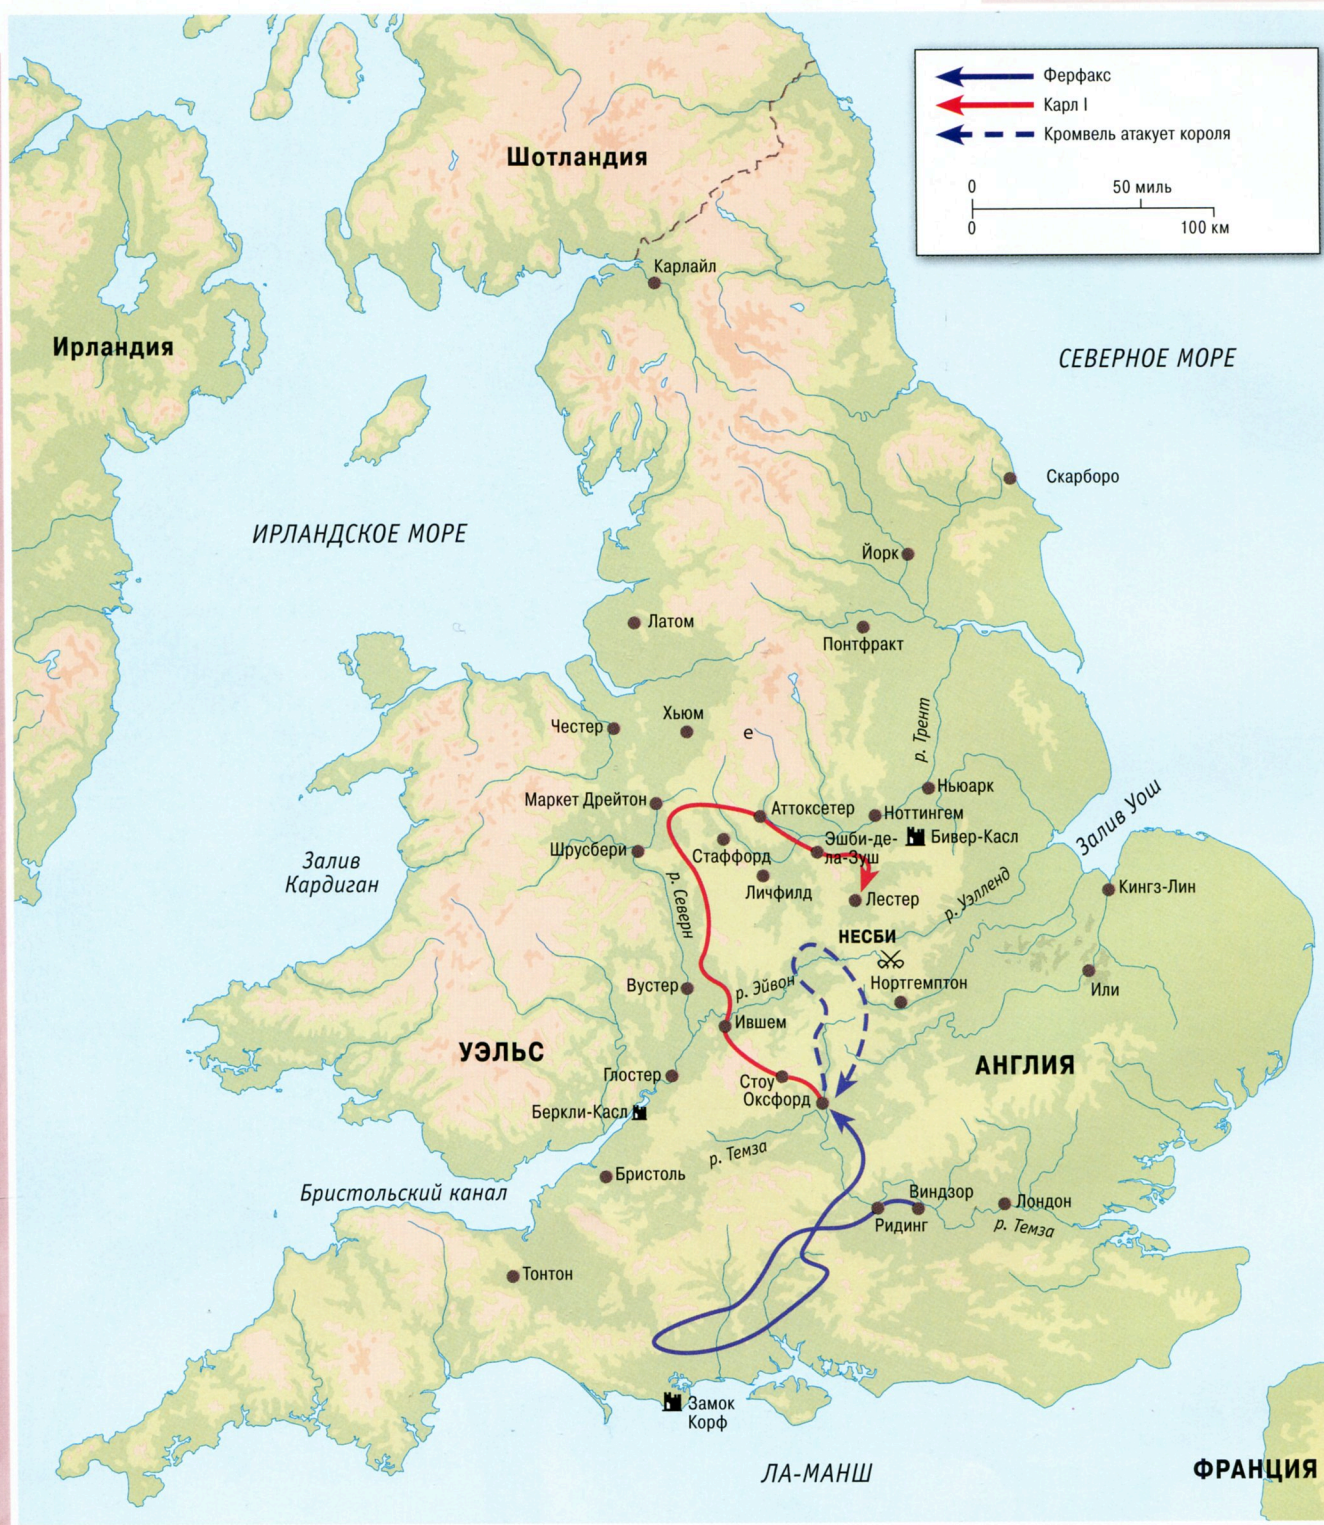 Ферфакс
Карл I
Кромвель атакует короля
0
50 миль
0
100 км
Шотландия
Карлайл
Ирландия
СЕВЕРНОЕ МОРЕ
Скарборо
ИРЛАНДСКОЕ МОРЕ
Йорк
Латом
Понтфракт
Хьюм
Честер
е
р. Трент
Ньюарк
Маркет Дрейтон
Аттоксетер
Ноттингем
Залив Уош
Эшби-де-
ла-Зуш
Бивер-Касл
Шрусбери
Стаффорд
Залив
Кардиган
Личфилд
Кингз-Лин
р. Северн
Лестер
р. Уэлленд
НЕСБИ
Вустер
р. Эйвон
Нортгемптон
Или
Ившем
УЭЛЬС
АНГЛИЯ
Глостер
Стоу
Оксфорд
Беркли-Касл
р. Темза
Бристоль
Бристольский канал
Виндзор
Лондон
Ридинг
р. Темза
Тонтон
Замок
Корф
ЛА-МАНШ
ФРАНЦИЯ